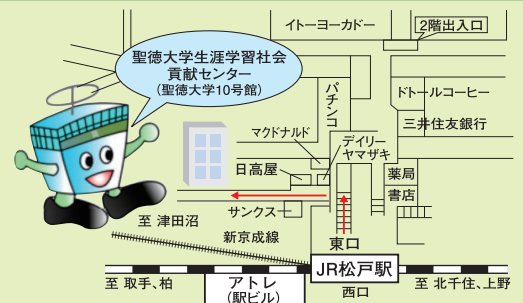 イトーヨーカドー
2階出入口
聖徳大学生涯学習社会
貢献センター
(聖徳大学10号館)
パチンコ
ドトールコーヒー
三井住友銀行
マクドナルド
デイリー
ヤマザキ
日高屋
薬局
書店
サンクス
至 津田沼
新京成線
東口
JR松戸駅
至 取手、柏
アトレ
(駅ビル)
西口
至 北千住、上野